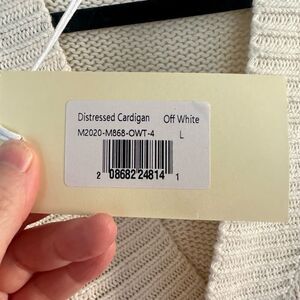 Distressed Cardigan Off White
M2020-M868-OWT-4 L
2 08682 24814 1